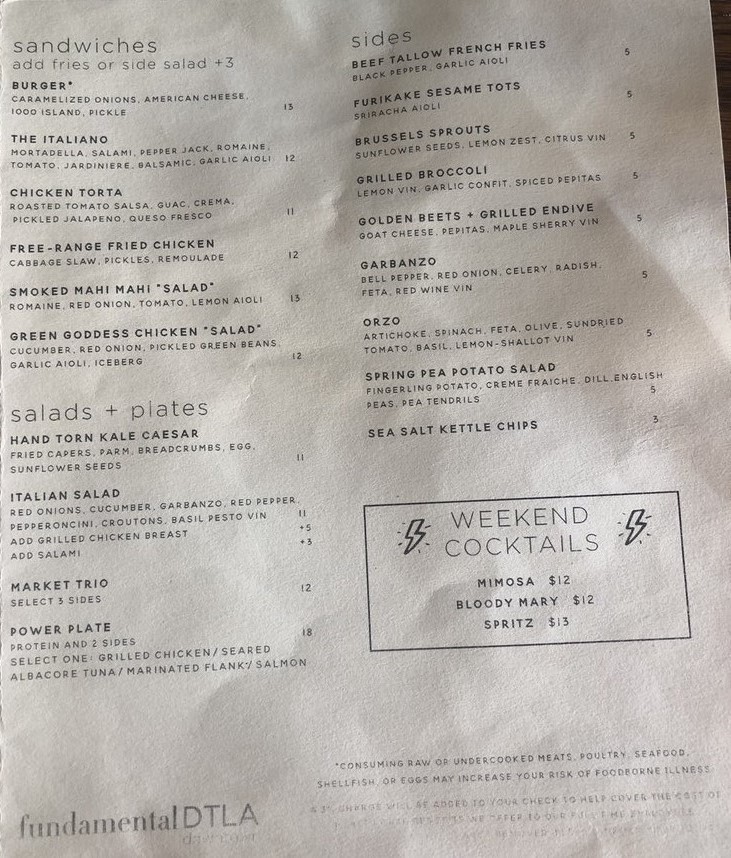 sandwiches
add fries or side salad +3
BURGER*
CARAMELIZED ONIONS, AMERICAN CHEESE,
1000 ISLAND, PICKLE 13
THE ITALIANO
MORTADELLA, SALAMI, PEPPER JACK, ROMAINE,
TOMATO, JARDINIERE, BALSAMIC, GARLIC AIOLI 12
CHICKEN TORTA
ROASTED TOMATO SALSA, GUAC, CREMA,
PICKLED JALAPENO, QUESO FRESCO 11
FREE-RANGE FRIED CHICKEN
CABBAGE SLAW, PICKLES, REMOULADE 12
SMOKED MAHI MAHI "SALAD"
ROMAINE, RED ONION, TOMATO, LEMON AIOLI 13
GREEN GODDESS CHICKEN "SALAD"
CUCUMBER, RED ONION, PICKLED GREEN BEANS,
GARLIC AIOLI, ICEBERG 12
salads + plates
HAND TORN KALE CAESAR
FRIED CAPERS, PARM, BREADCRUMBS, EGG,
SUNFLOWER SEEDS 11
ITALIAN SALAD
RED ONIONS, CUCUMBER, GARBANZO, RED PEPPER,
PEPPERONCINI, CROUTONS, BASIL PESTO VIN 11
ADD GRILLED CHICKEN BREAST +5
ADD SALAMI +3
MARKET TRIO 12
SELECT 3 SIDES
POWER PLATE 18
PROTEIN AND 2 SIDES
SELECT ONE: GRILLED CHICKEN/ SEARED
ALBACORE TUNA/ MARINATED FLANK*/ SALMON
fundamental DTLA
sides
BEEF TALLOW FRENCH FRIES 5
BLACK PEPPER, GARLIC AIOLI
FURIKAKE SESAME TOTS 5
SRIRACHA AIOLI
BRUSSELS SPROUTS
SUNFLOWER SEEDS, LEMON ZEST, CITRUS VIN 5
GRILLED BROCCOLI
LEMON VIN, GARLIC CONFIT, SPICED PEPITAS 5
GOLDEN BEETS + GRILLED ENDIVE
GOAT CHEESE, PEPITAS, MAPLE SHERRY VIN 5
GARBANZO
BELL PEPPER, RED ONION, CELERY, RADISH,
FETA, RED WINE VIN 5
ORZO
ARTICHOKE, SPINACH, FETA, OLIVE, SUNDRIED
TOMATO, BASIL, LEMON-SHALLOT VIN 5
SPRING PEA POTATO SALAD
FINGERLING POTATO, CREME FRAICHE, DILL, ENGLISH
PEAS, PEA TENDRILS 5
SEA SALT KETTLE CHIPS 3
WEEKEND
COCKTAILS
MIMOSA $12
BLOODY MARY $12
SPRITZ $13
*CONSUMING RAW OR UNDERCOOKED MEATS, POULTRY, SEAFOOD,
SHELLFISH, OR EGGS MAY INCREASE YOUR RISK OF FOODBORNE ILLNESS
CHARGE WILL BE ADDED TO YOUR CHECK TO HELP COVER THE COST OF
WE OFFER TO OUR FULL TIME